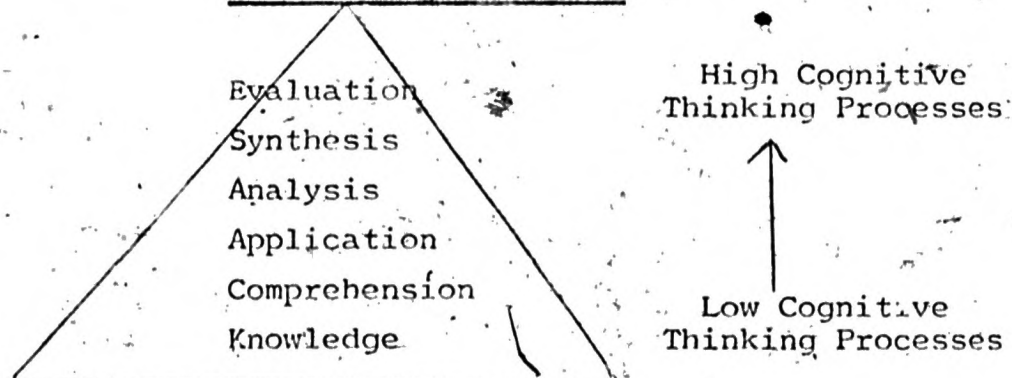 Evaluation
Synthesis
Analysis
Application
Comprehension
Knowledge
High Cognitive
Thinking Processes
Low Cognitive
Thinking Processes